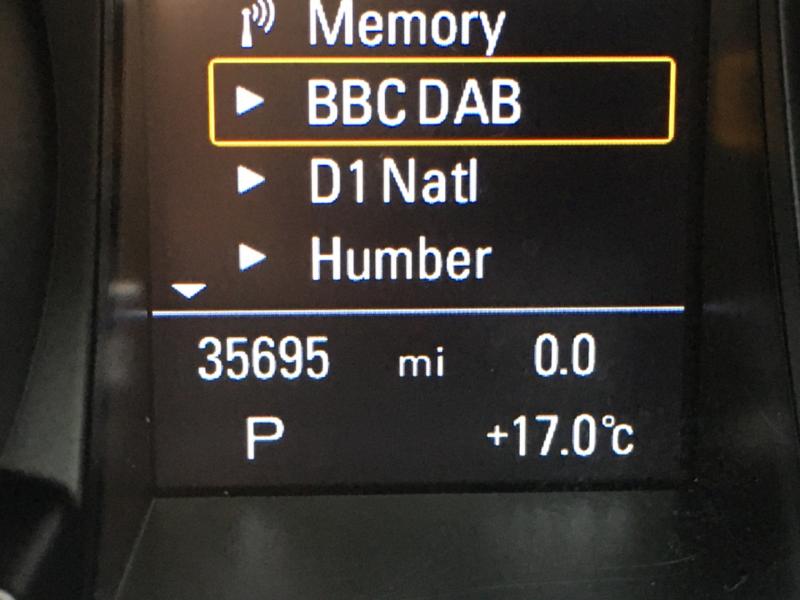 Memory
BBC DAB
D1 Natl
Humber
35695 mi 0.0
P +17.0°c